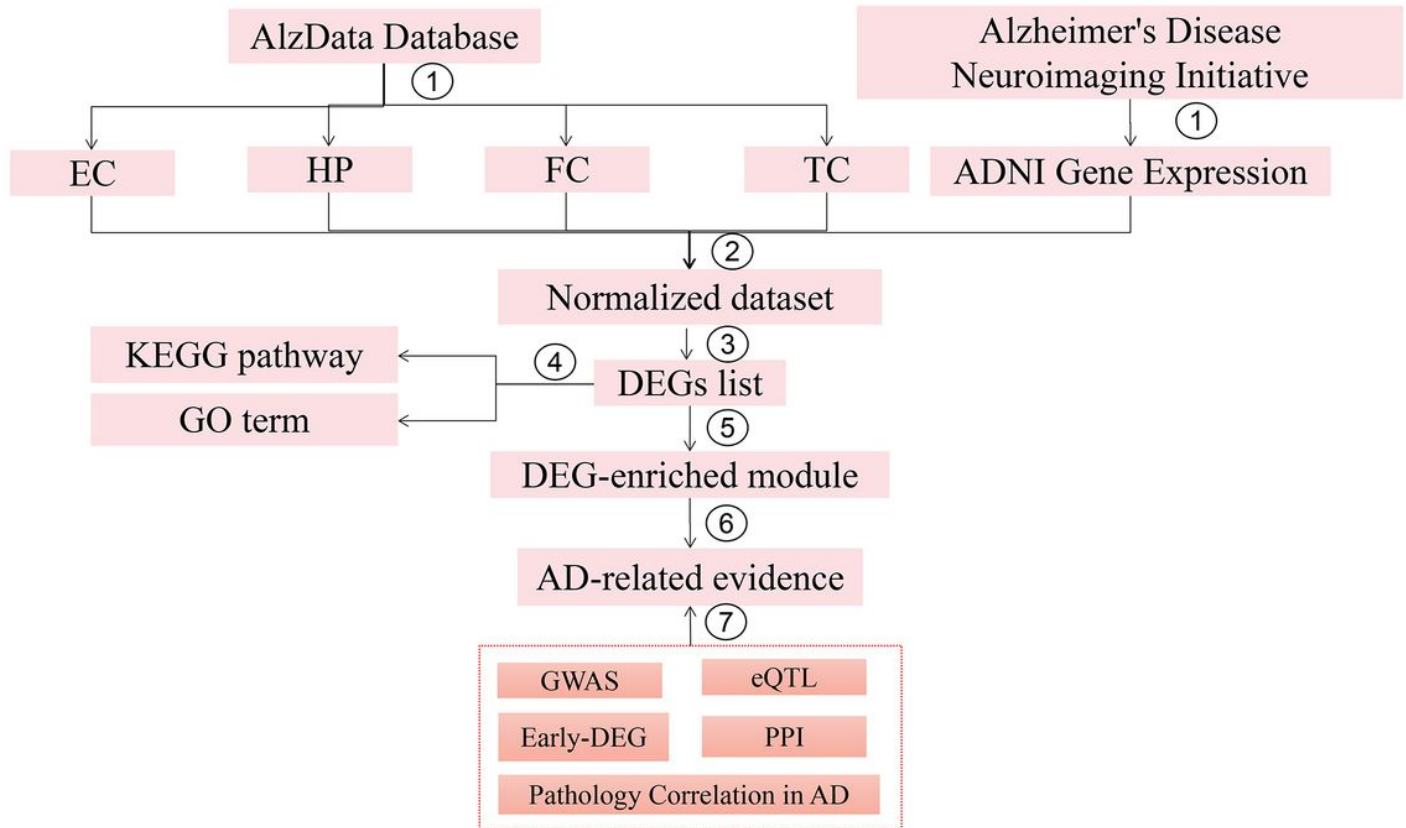 AlzData Database
Alzheimer's Disease
Neuroimaging Initiative
1
1
EC
HP
FC
TC
ADNI Gene Expression
2
Normalized dataset
3
KEGG pathway
4
DEGs list
GO term
5
DEG-enriched module
6
AD-related evidence
7
GWAS
eQTL
Early-DEG
PPI
Pathology Correlation in AD